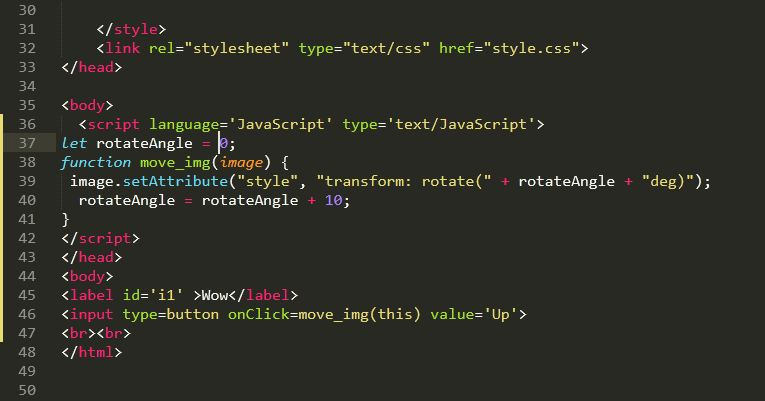 30
31 </style>
32 <link rel="stylesheet" type="text/css" href="style.css">
33 </head>
34
35 <body>
36 <script language='JavaScript' type='text/JavaScript'>
37 let rotateAngle = 0;
38 function move_img(image) {
39 image.setAttribute("style", "transform: rotate(" + rotateAngle + "deg)");
40 rotateAngle = rotateAngle + 10;
41 }
42 </script>
43 </head>
44 <body>
45 <label id='i1' >Wow</label>
46 <input type=button onClick=move_img(this) value='Up'>
47 <br><br>
48 </html>
49
50